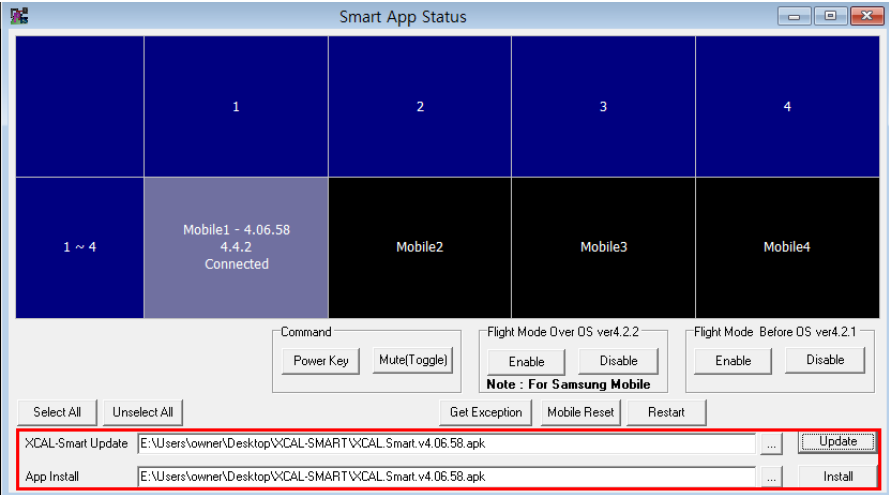 Smart App Status
1
2
3
4
1 ~ 4
Mobile1 - 4.06.58
4.4.2
Connected
Mobile2
Mobile3
Mobile4
Command
Power Key
Mute(Toggle)
Flight Mode Over OS ver4.2.2
Enable
Disable
Note : For Samsung Mobile
Flight Mode Before OS ver4.2.1
Enable
Disable
Select All
Unselect All
Get Exception
Mobile Reset
Restart
XCAL-Smart Update
E:\Users\owner\Desktop\XCAL-SMART\XCAL.Smart.v4.06.58.apk
...
Update
App Install
E:\Users\owner\Desktop\XCAL-SMART\XCAL.Smart.v4.06.58.apk
...
Install